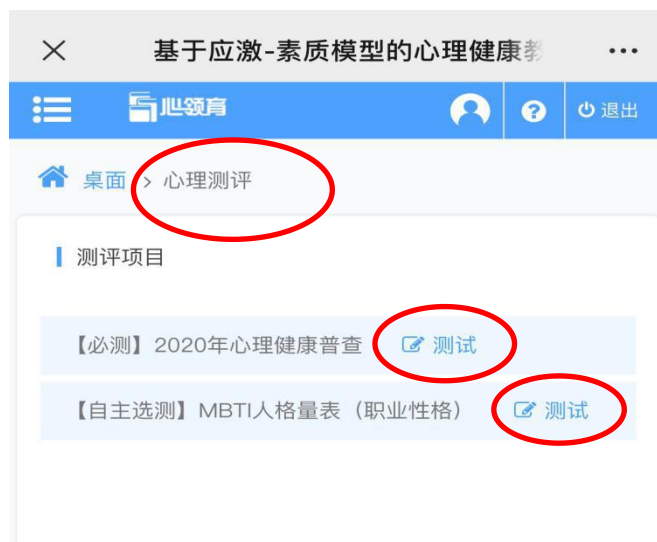 基于应激-素质模型的心理健康教
心领育
退出
桌面 > 心理测评
测评项目
【必测】2020年心理健康普查 测试
【自主选测】MBTI人格量表（职业性格） 测试